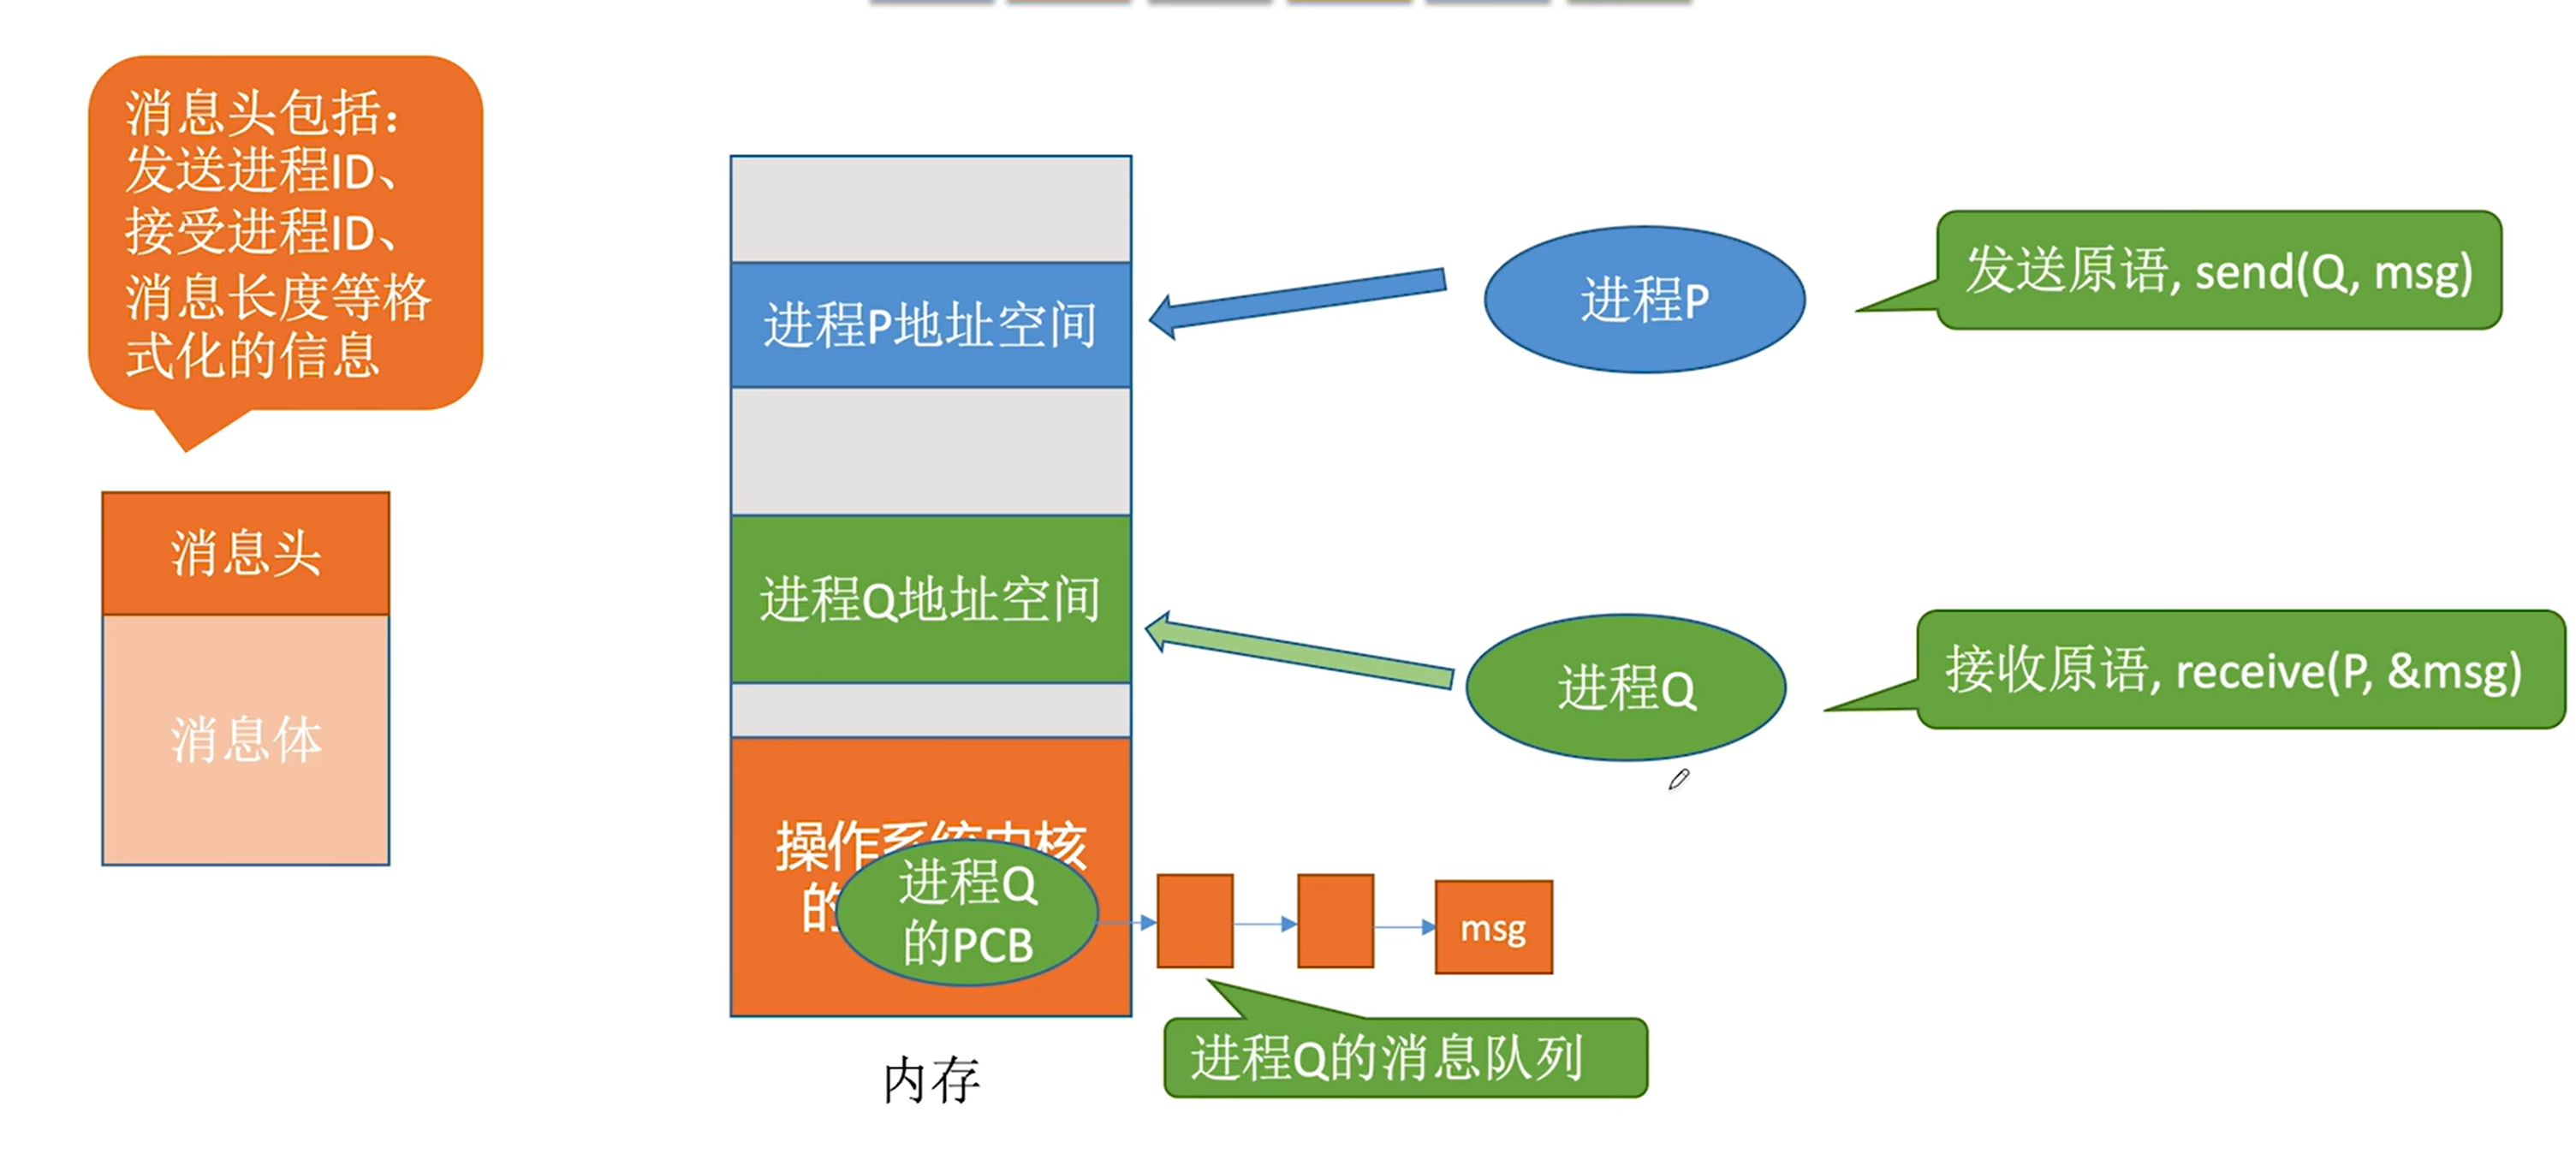 消息头包括：
发送进程ID、
接受进程ID、
消息长度等格
式化的信息
消息头
消息体
进程P地址空间
进程Q地址空间
操作系统内核
的
进程Q
的PCB
内存
进程P
发送原语, send(Q, msg)
进程Q
接收原语, receive(P, &msg)
msg
进程Q的消息队列